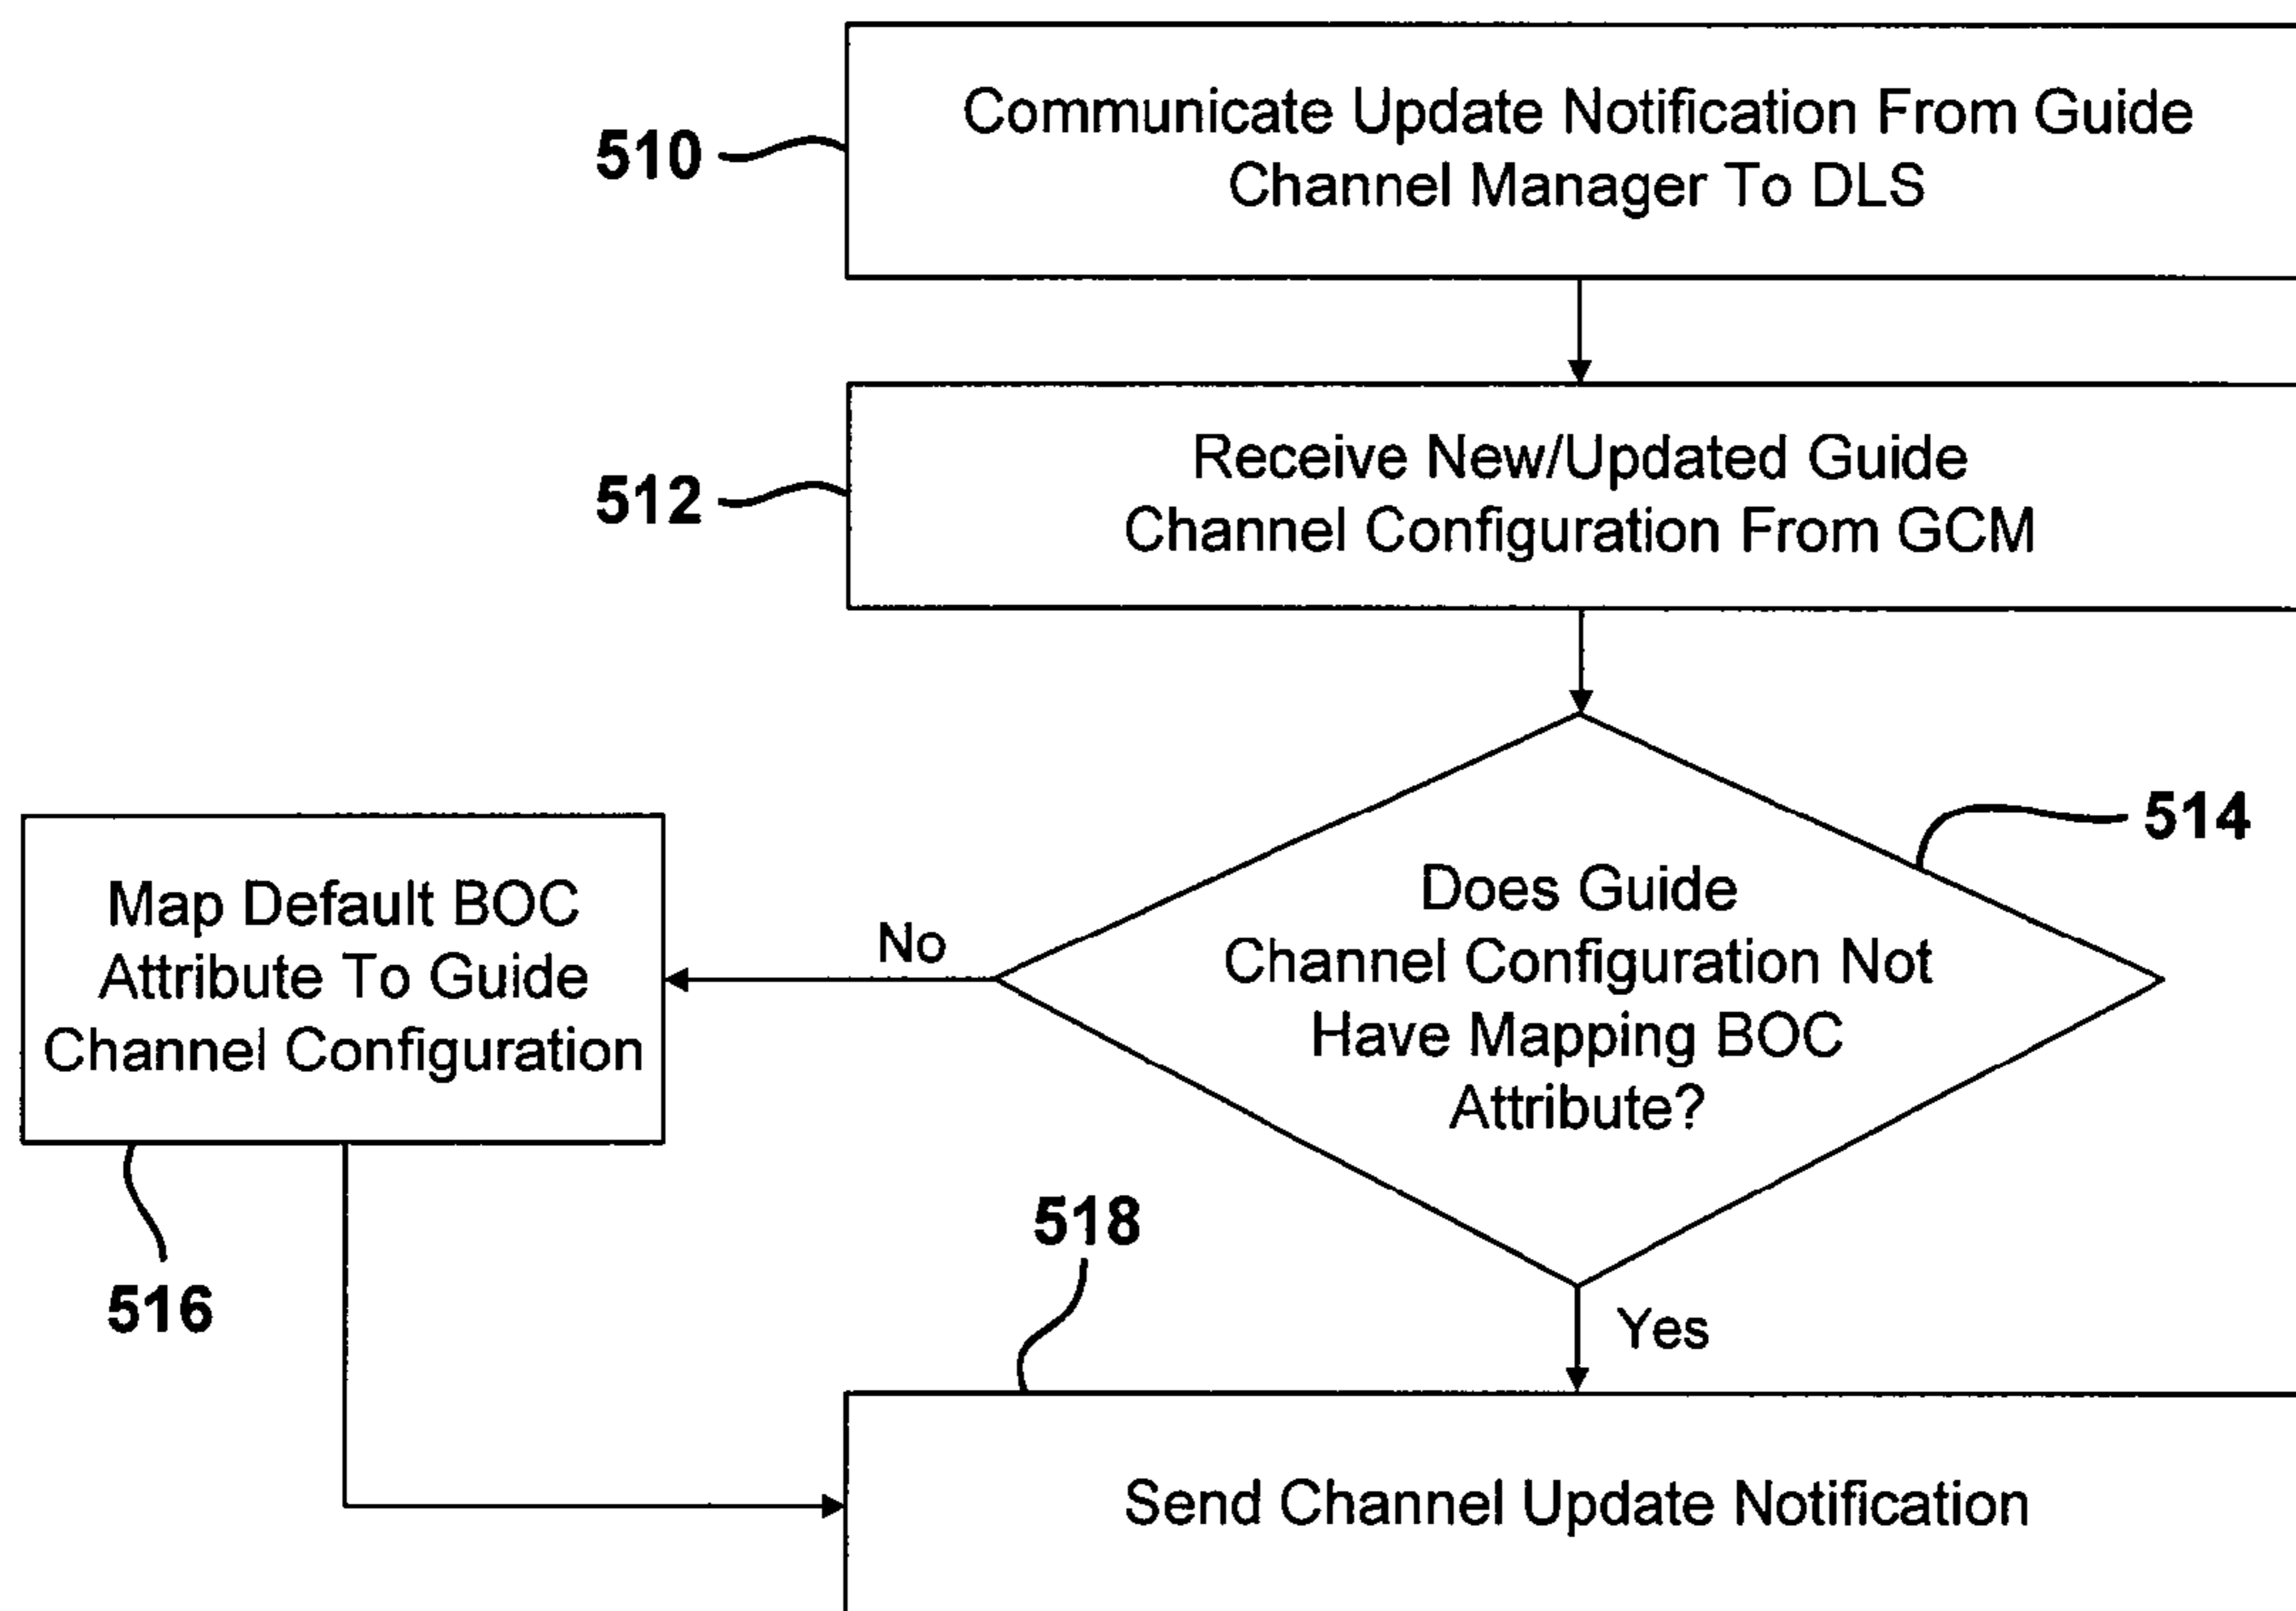 510
Communicate Update Notification From Guide
Channel Manager To DLS
512
Receive New/Updated Guide
Channel Configuration From GCM
514
Does Guide
Channel Configuration Not
Have Mapping BOC
Attribute?
No
Map Default BOC
Attribute To Guide
Channel Configuration
516
Yes
518
Send Channel Update Notification